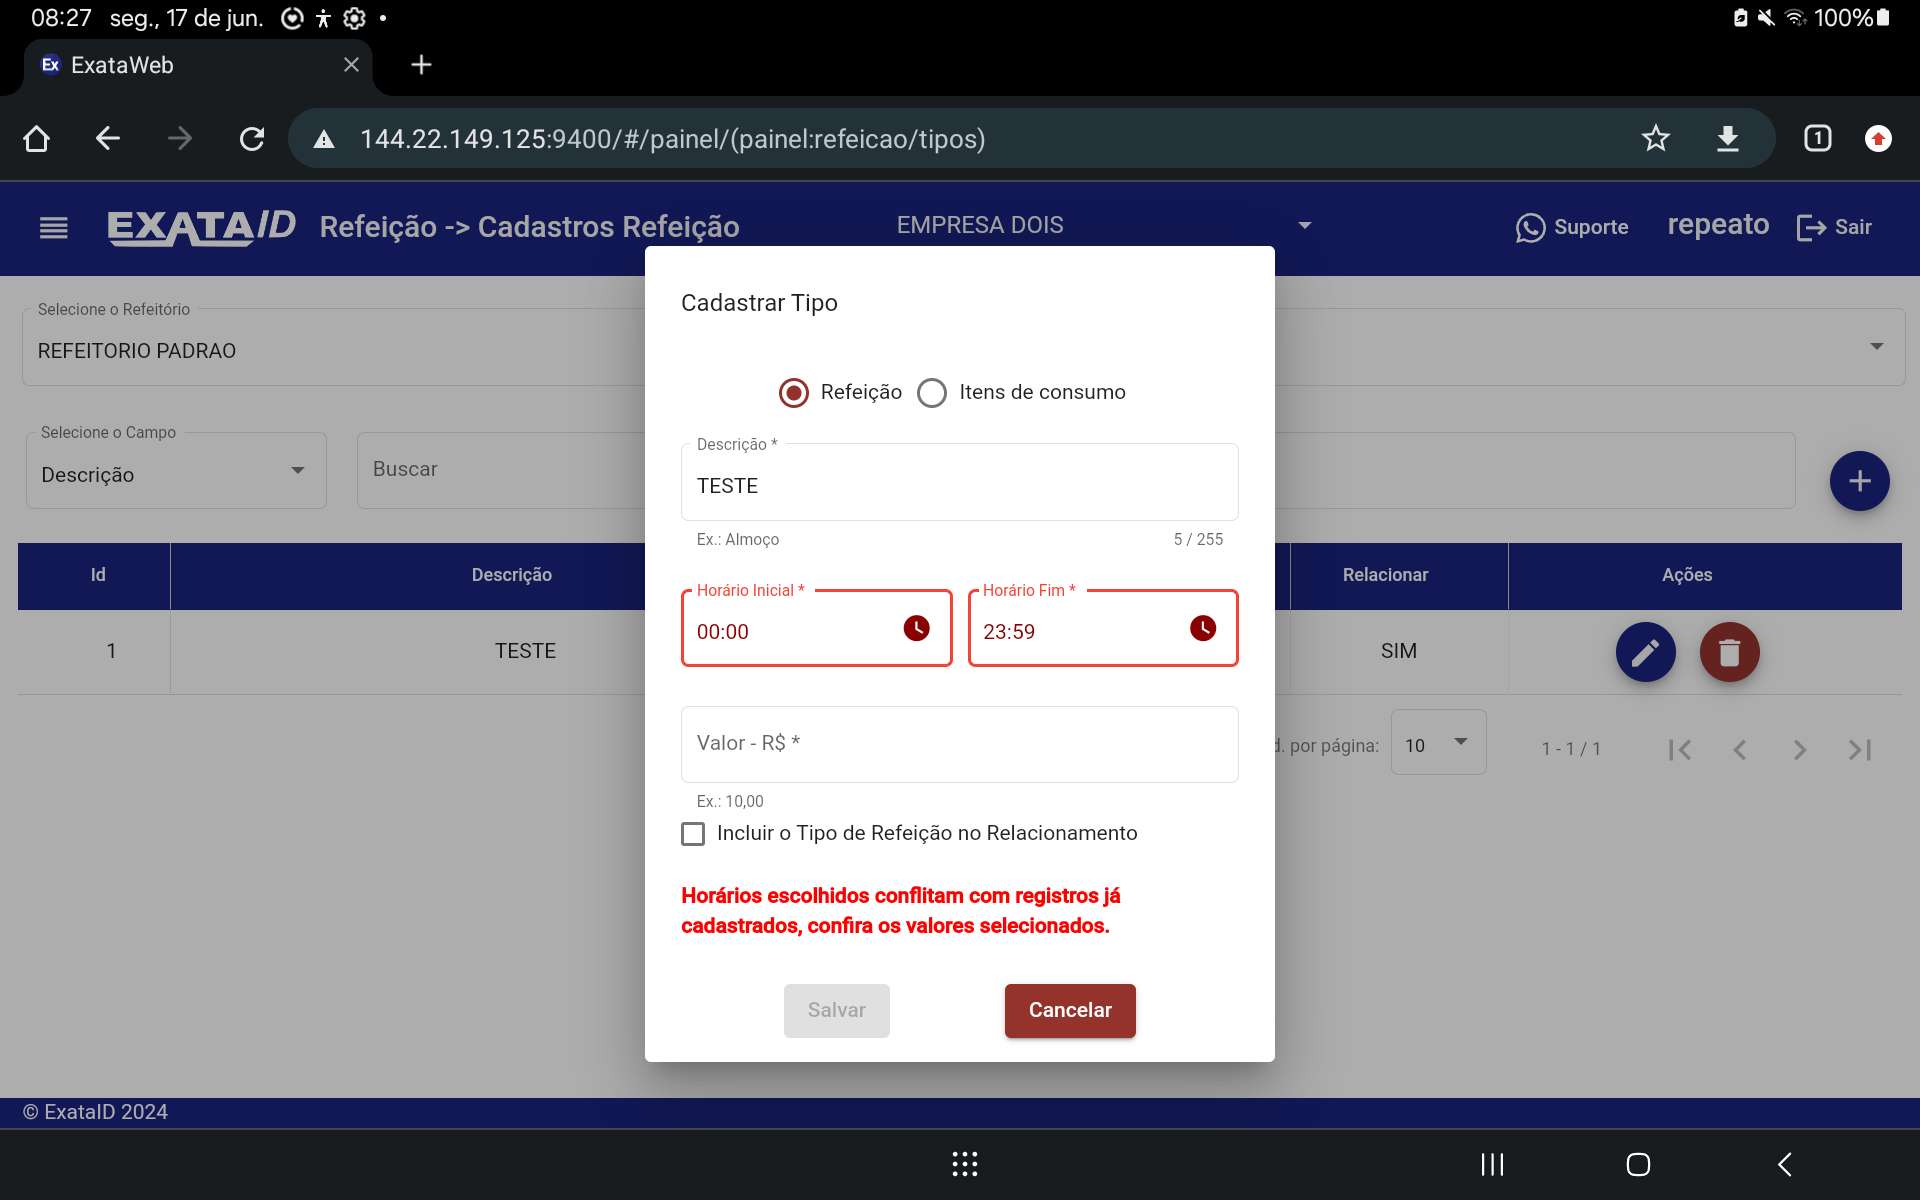 08:27 seg., 17 de jun.
100%
Ex ExataWeb
144.22.149.125:9400/#/painel/(painel:refeicao/tipos)
1
EXATAID Refeição -> Cadastros Refeição EMPRESA DOIS Suporte repeato Sair
Selecione o Refeitório
REFEITORIO PADRAO
Selecione o Campo
Descrição
Buscar
Id Descrição Relacionar Ações
1 TESTE SIM
d. por página: 10 1 - 1 / 1
Cadastrar Tipo
Refeição Itens de consumo
Descrição *
TESTE
Ex.: Almoço 5 / 255
Horário Inicial * Horário Fim *
00:00 23:59
Valor - R$ *
Ex.: 10,00
Incluir o Tipo de Refeição no Relacionamento
Horários escolhidos conflitam com registros já
cadastrados, confira os valores selecionados.
Salvar Cancelar
© ExataID 2024